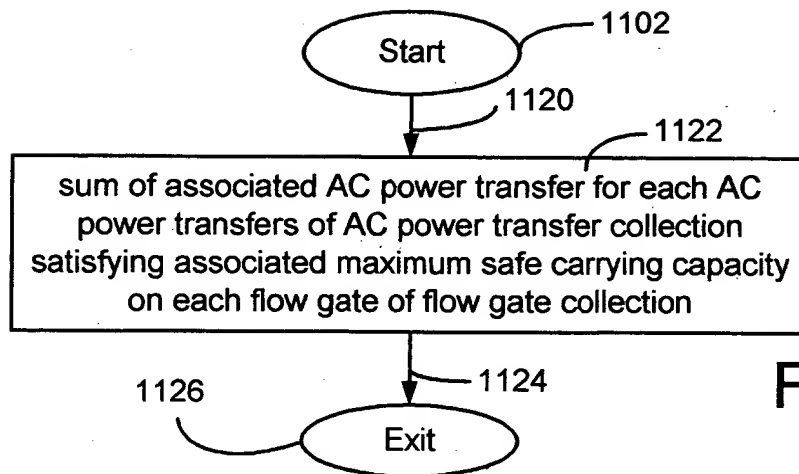 1102
Start
1120
1122
sum of associated AC power transfer for each AC
power transfers of AC power transfer collection
satisfying associated maximum safe carrying capacity
on each flow gate of flow gate collection
1124
1126
Exit
F